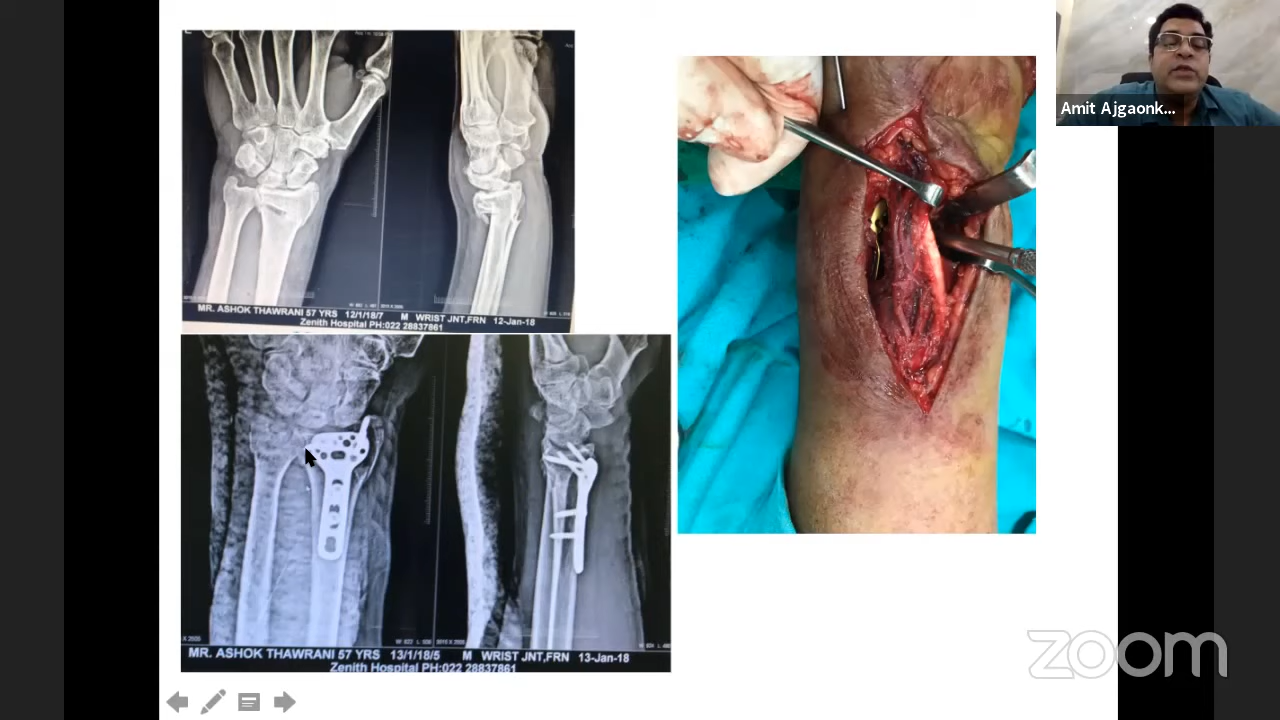 MR. ASHOK THAWRANI 57 YRS 12/1/18/7 M WRIST JNT,FRN 12-Jan-18
Zenith Hospital PH:022 28837861
MR. ASHOK THAWRANI 57 YRS 13/1/18/5 M WRIST JNT,FRN 13-Jan-18
Zenith Hospital PH:022 28837861
Amit Ajgaonk...
zoom